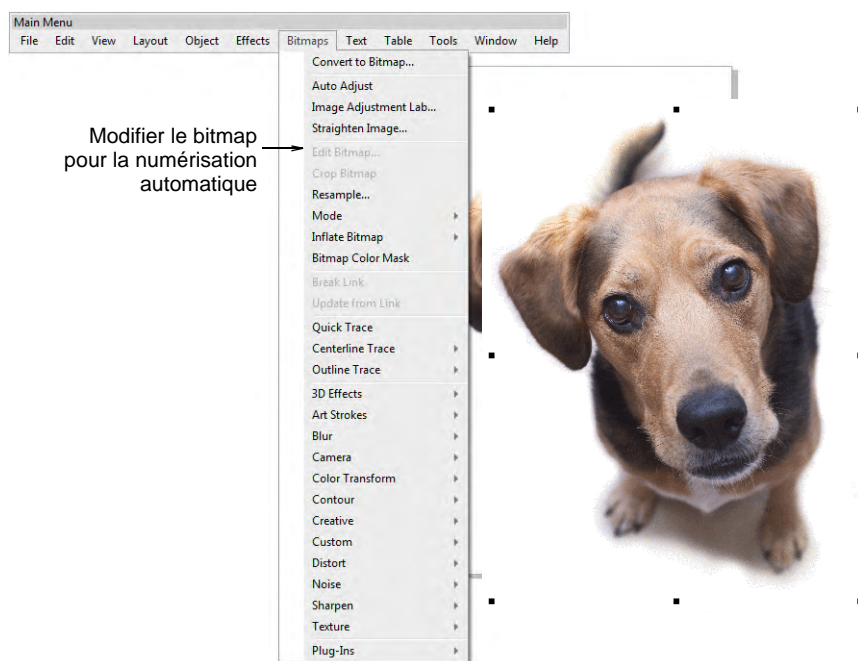 Main Menu
File Edit View Layout Object Effects Bitmaps Text Table Tools Window Help
Convert to Bitmap...
Auto Adjust
Image Adjustment Lab...
Straighten Image...
Modifier le bitmap
pour la numérisation
automatique
Edit Bitmap...
Crop Bitmap
Resample...
Mode
Inflate Bitmap
Bitmap Color Mask
Break Link
Update from Link
Quick Trace
Centerline Trace
Outline Trace
3D Effects
Art Strokes
Blur
Camera
Color Transform
Contour
Creative
Custom
Distort
Noise
Sharpen
Texture
Plug-Ins